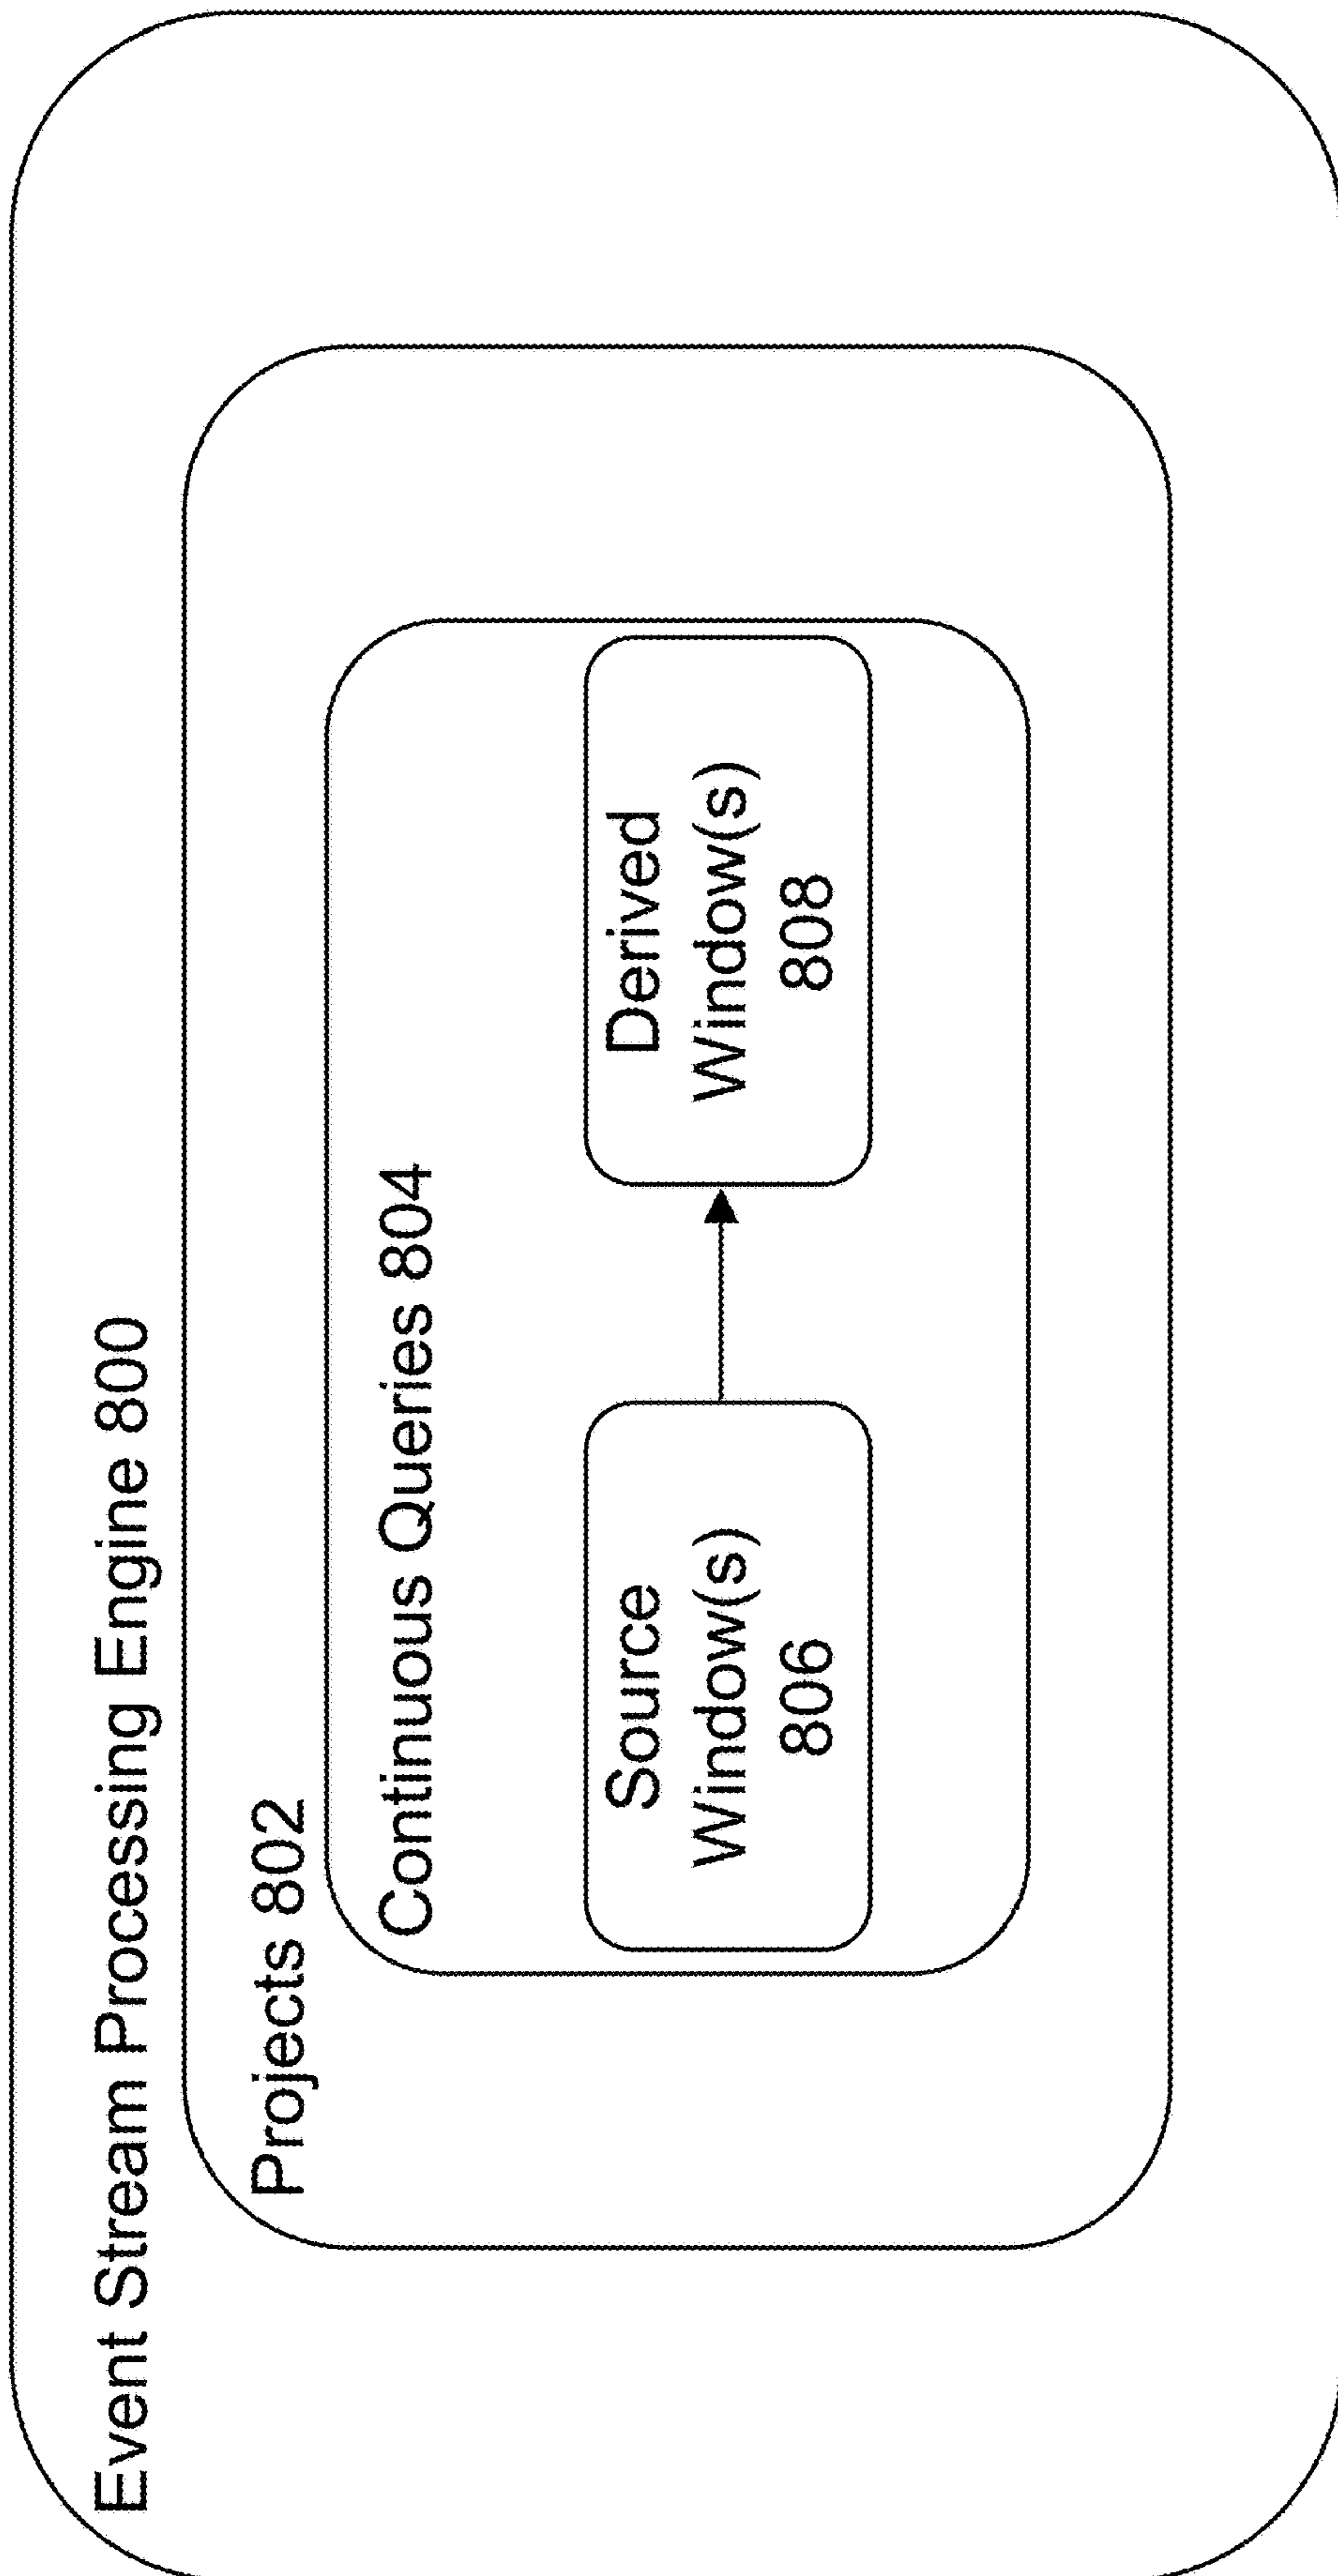 Event Stream Processing Engine 800
Projects 802
Continuous Queries 804
Source
Window(s)
806
Derived
Window(s)
808